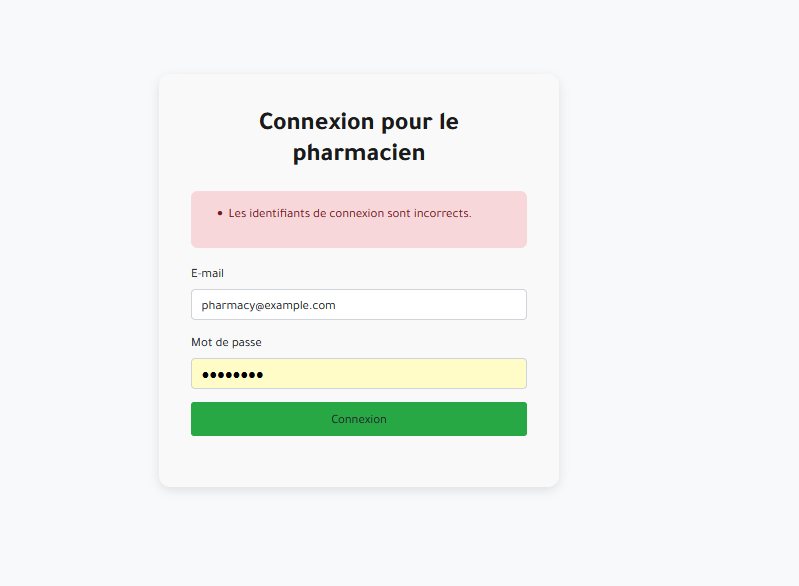 Connexion pour le
pharmacien
• Les identifiants de connexion sont incorrects.
E-mail
pharmacy@example.com
Mot de passe
••••••••
Connexion